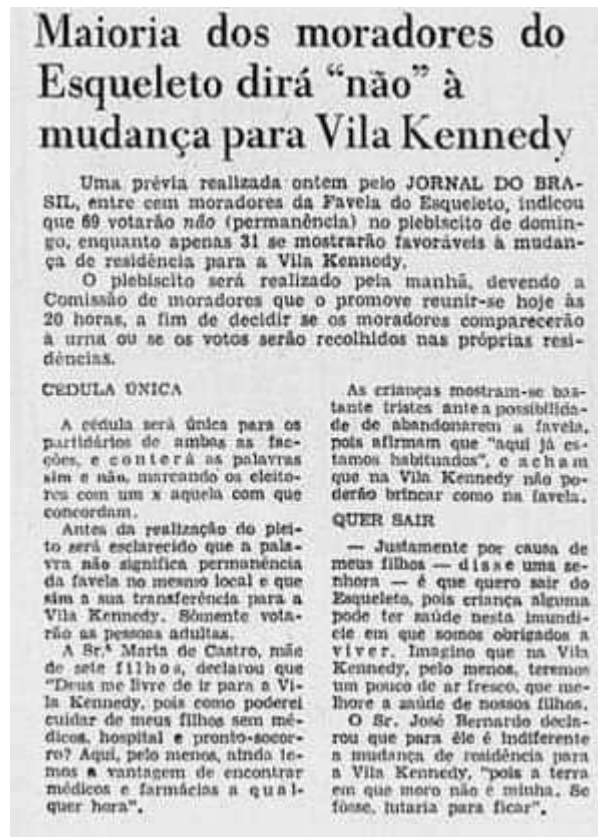 Maioria dos moradores do
Esqueleto dirá “não” à
mudança para Vila Kennedy
Uma prévia realizada ontem pelo JORNAL DO BRA-
SIL, entre cem moradores da Favela do Esqueleto, indicou
que 69 votarão não (permanência) no plebiscito de domin-
go, enquanto apenas 31 se mostrarão favoráveis à mudan-
ça de residência para a Vila Kennedy.
O plebiscito será realizado pela manhã, devendo a
Comissão de moradores que o promove reunir-se hoje às
20 horas, a fim de decidir se os moradores comparecerão
à urna ou se os votos serão recolhidos nas próprias resi-
dências.
CÉDULA ÚNICA
A cédula será única para os
partidários de ambas as fac-
ções, e conterá as palavras
sim e não, marcando os eleito-
res com um x aquela com que
concordam.
Antes da realização do plei-
to será esclarecido que a pala-
vra não significa permanência
da favela no mesmo local e que
sim a sua transferência para a
Vila Kennedy. Sòmente vota-
rão as pessoas adultas.
A Sr.ª Maria de Castro, mãe
de sete filhos, declarou que
“Deus me livre de ir para a Vi-
la Kennedy, pois como poderei
cuidar de meus filhos sem mé-
dicos, hospital e pronto-socor-
ro? Aqui, pelo menos, ainda te-
mos a vantagem de encontrar
médicos e farmácias a qual-
quer hora”.
As crianças mostram-se bas-
tante tristes ante a possibilida-
de de abandonarem a favela,
pois afirmam que “aqui já es-
tamos habituados”, e acham
que na Vila Kennedy não po-
derão brincar como na favela.
QUER SAIR
— Justamente por causa de
meus filhos — disse uma se-
nhora — é que quero sair do
Esqueleto, pois criança alguma
pode ter saúde nesta imundí-
cie em que somos obrigados a
viver. Imagino que na Vila
Kennedy, pelo menos, teremos
um pouco de ar fresco, que me-
lhore a saúde de nossos filhos.
O Sr. José Bernardo decla-
rou que para êle é indiferente
a mudança de residência para
a Vila Kennedy, “pois a terra
em que moro não é minha. Se
fôsse, lutaria para ficar”.